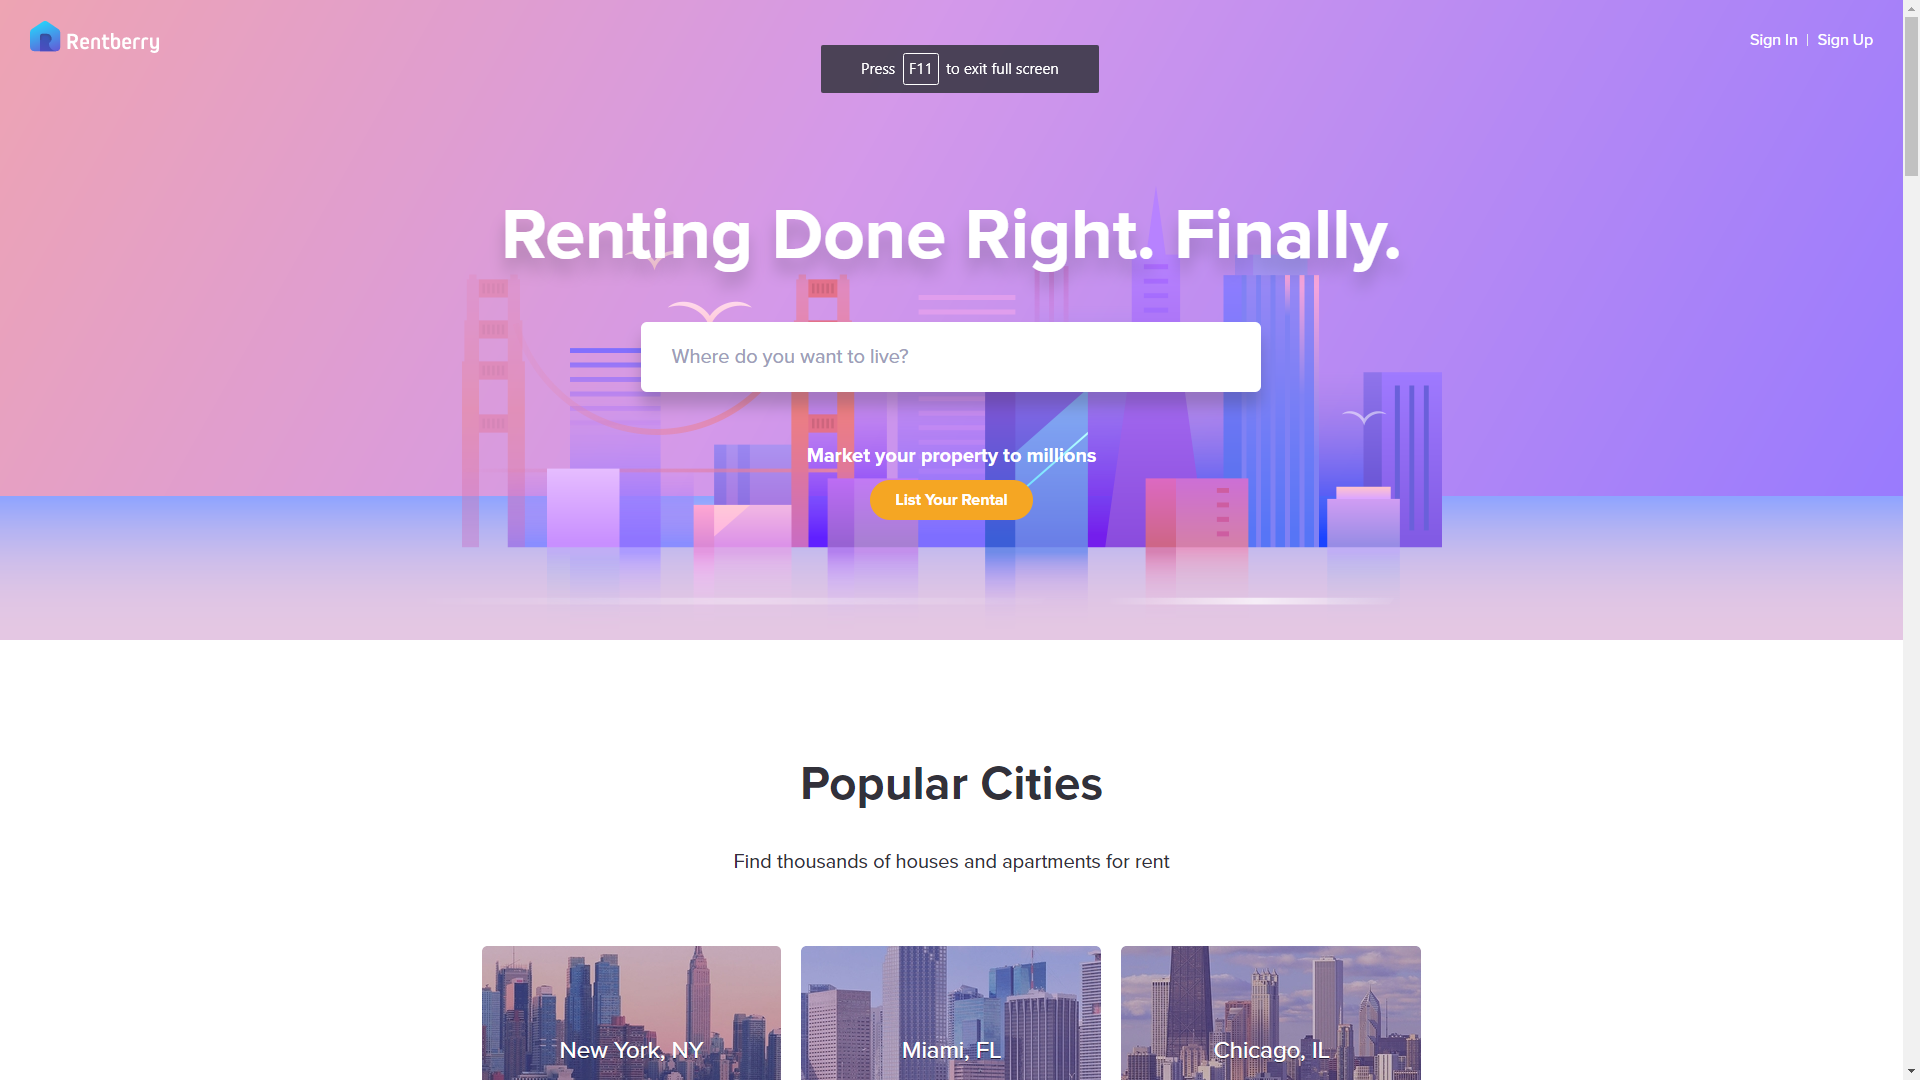 Rentberry
Sign In | Sign Up
Press F11 to exit full screen
Renting Done Right. Finally.
Where do you want to live?
Market your property to millions
List Your Rental
Popular Cities
Find thousands of houses and apartments for rent
New York, NY
Miami, FL
Chicago, IL